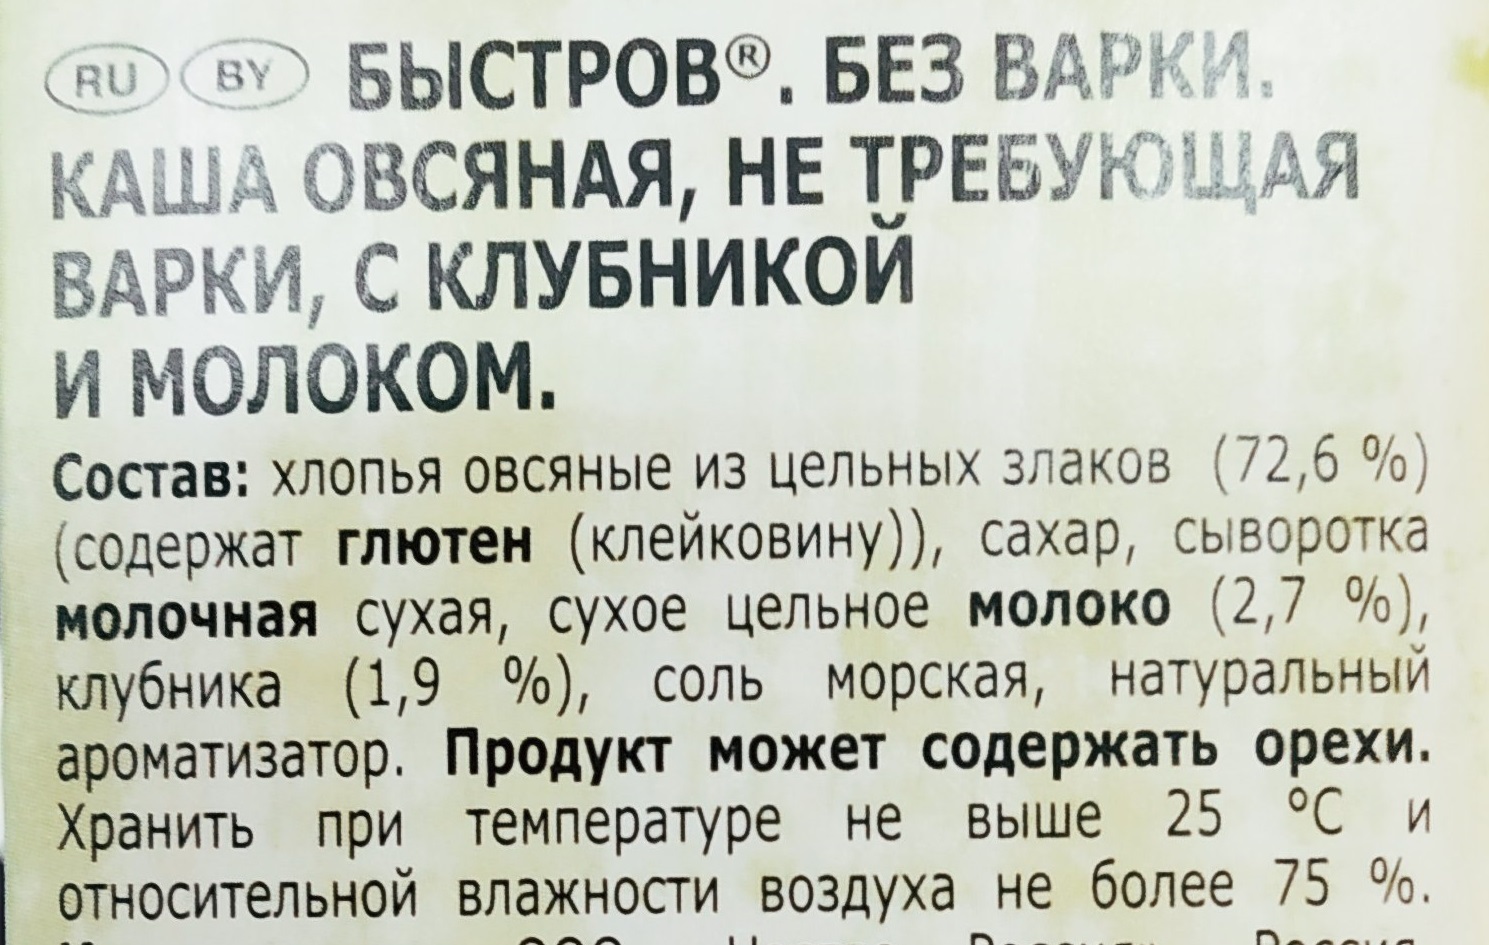 RU BY БЫСТРОВ®. БЕЗ ВАРКИ.
КАША ОВСЯНАЯ, НЕ ТРЕБУЮЩАЯ
ВАРКИ, С КЛУБНИКОЙ
И МОЛОКОМ.
Состав: хлопья овсяные из цельных злаков (72,6 %)
(содержат глютен (клейковину)), сахар, сыворотка
молочная сухая, сухое цельное молоко (2,7 %),
клубника (1,9 %), соль морская, натуральный
ароматизатор. Продукт может содержать орехи.
Хранить при температуре не выше 25 °С и
относительной влажности воздуха не более 75 %.